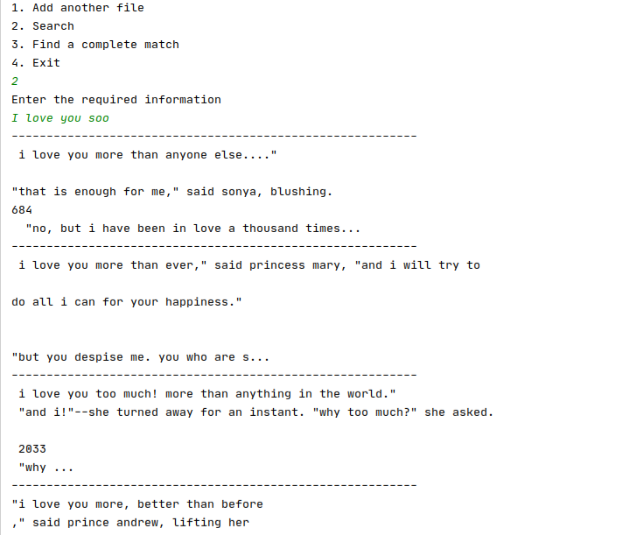 1. Add another file
2. Search
3. Find a complete match
4. Exit
2
Enter the required information
I love you soo
----------------------------------------------------------
i love you more than anyone else...."
"that is enough for me," said sonya, blushing.
684
"no, but i have been in love a thousand times...
----------------------------------------------------------
i love you more than ever," said princess mary, "and i will try to
do all i can for your happiness."
"but you despise me. you who are s...
----------------------------------------------------------
i love you too much! more than anything in the world."
"and i!"--she turned away for an instant. "why too much?" she asked.
2033
"why ...
----------------------------------------------------------
"i love you more, better than before
," said prince andrew, lifting her